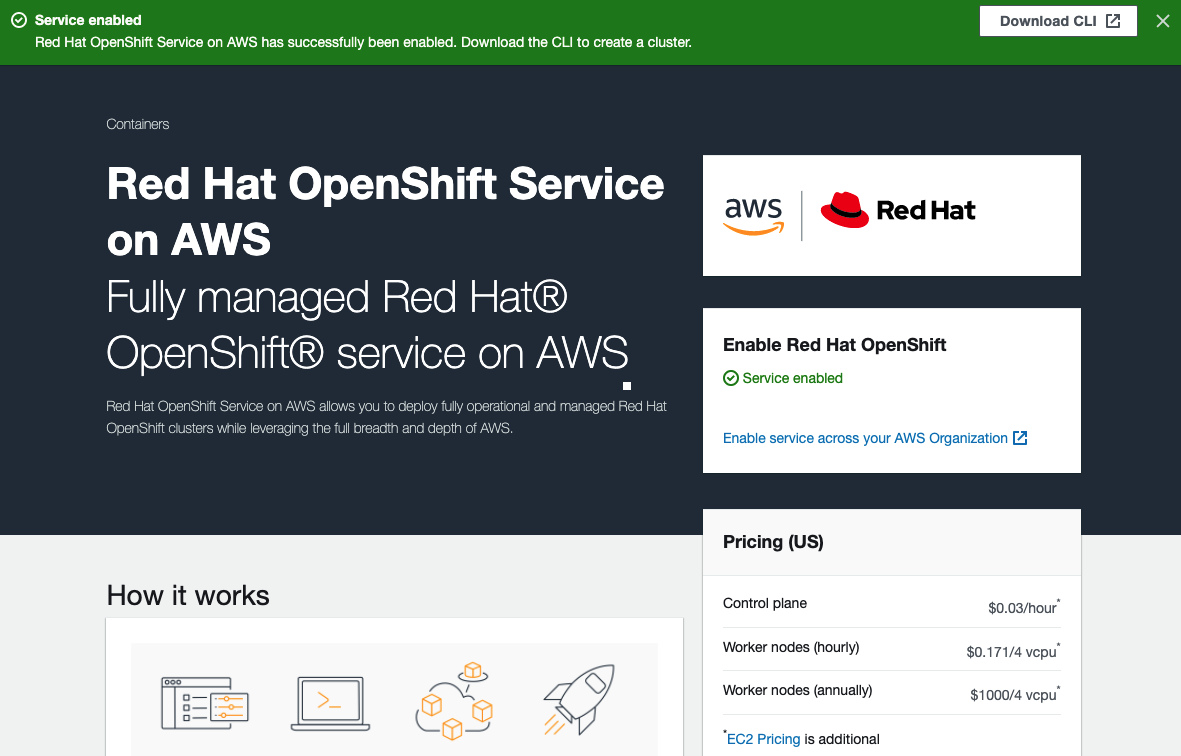 Service enabled
Red Hat OpenShift Service on AWS has successfully been enabled. Download the CLI to create a cluster.
Download CLI
Containers
Red Hat OpenShift Service
on AWS
Fully managed Red Hat®
OpenShift® service on AWS
Red Hat OpenShift Service on AWS allows you to deploy fully operational and managed Red Hat
OpenShift clusters while leveraging the full breadth and depth of AWS.
aws
Red Hat
Enable Red Hat OpenShift
Service enabled
Enable service across your AWS Organization
Pricing (US)
Control plane $0.03/hour*
Worker nodes (hourly) $0.171/4 vcpu*
Worker nodes (annually) $1000/4 vcpu*
*EC2 Pricing is additional
How it works